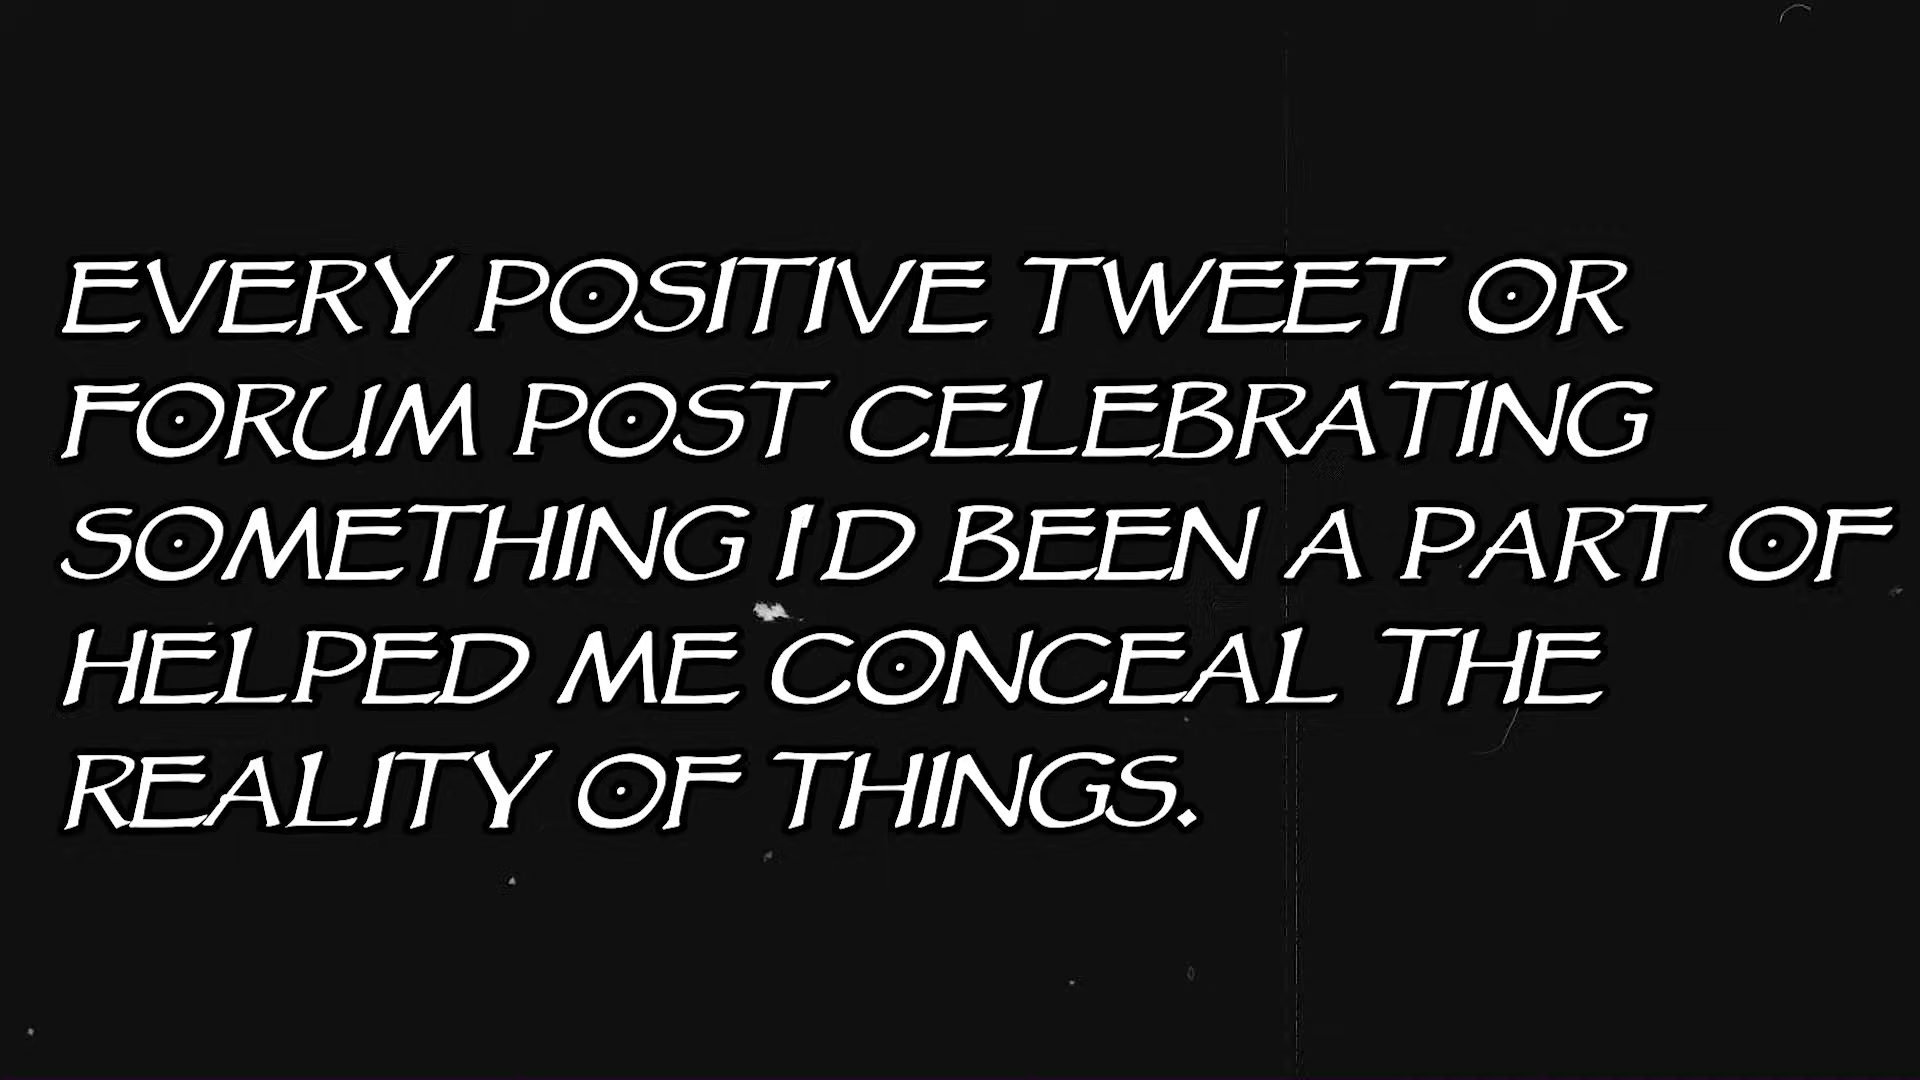 EVERY POSITIVE TWEET OR
FORUM POST CELEBRATING
SOMETHING I'D BEEN A PART OF
HELPED ME CONCEAL THE
REALITY OF THINGS.